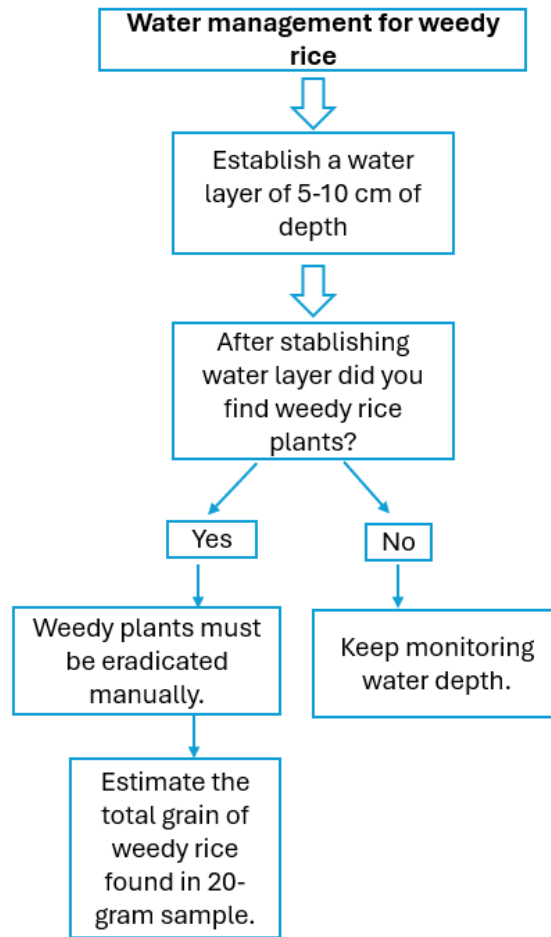 Water management for weedy
rice
Establish a water
layer of 5-10 cm of
depth
After stablishing
water layer did you
find weedy rice
plants?
Yes
No
Weedy plants must
be eradicated
manually.
Keep monitoring
water depth.
Estimate the
total grain of
weedy rice
found in 20-
gram sample.